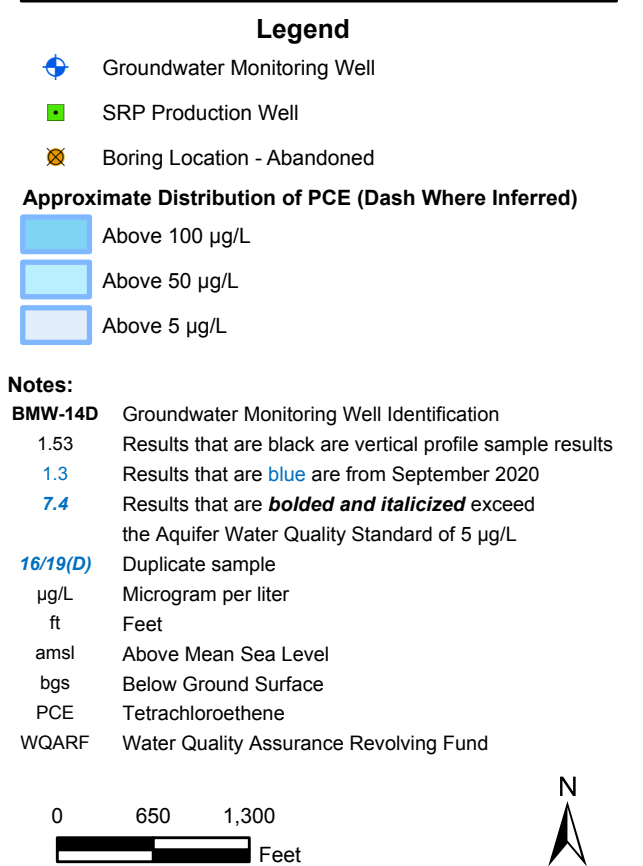 Legend
Groundwater Monitoring Well
SRP Production Well
Boring Location - Abandoned
Approximate Distribution of PCE (Dash Where Inferred)
Above 100 µg/L
Above 50 µg/L
Above 5 µg/L
Notes:
BMW-14D Groundwater Monitoring Well Identification
1.53 Results that are black are vertical profile sample results
1.3 Results that are blue are from September 2020
7.4 Results that are bolded and italicized exceed
the Aquifer Water Quality Standard of 5 µg/L
16/19(D) Duplicate sample
µg/L Microgram per liter
ft Feet
amsl Above Mean Sea Level
bgs Below Ground Surface
PCE Tetrachloroethene
WQARF Water Quality Assurance Revolving Fund
N
0 650 1,300
Feet